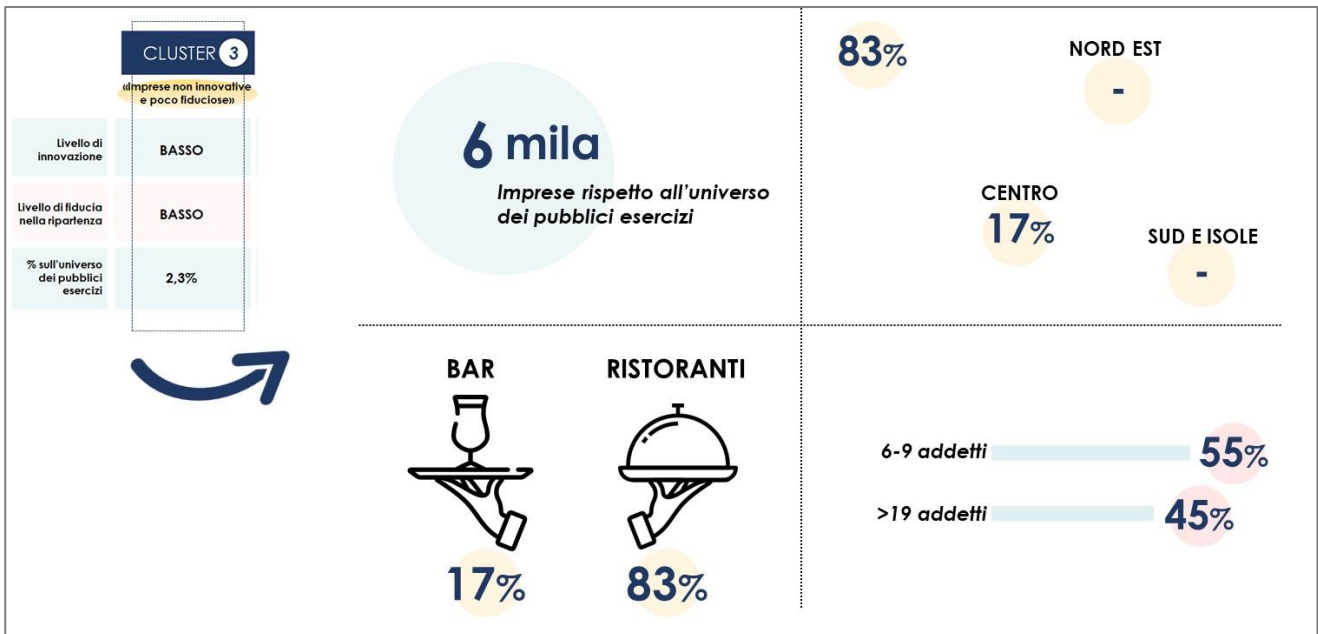 CLUSTER 3
«Imprese non innovative
e poco fiduciose»
Livello di
innovazione
BASSO
Livello di fiducia
nella ripartenza
BASSO
% sull'universo
dei pubblici
esercizi
2,3%
6 mila
Imprese rispetto all'universo
dei pubblici esercizi
83%
NORD EST
-
CENTRO
17%
SUD E ISOLE
-
BAR
17%
RISTORANTI
83%
6-9 addetti
55%
>19 addetti
45%